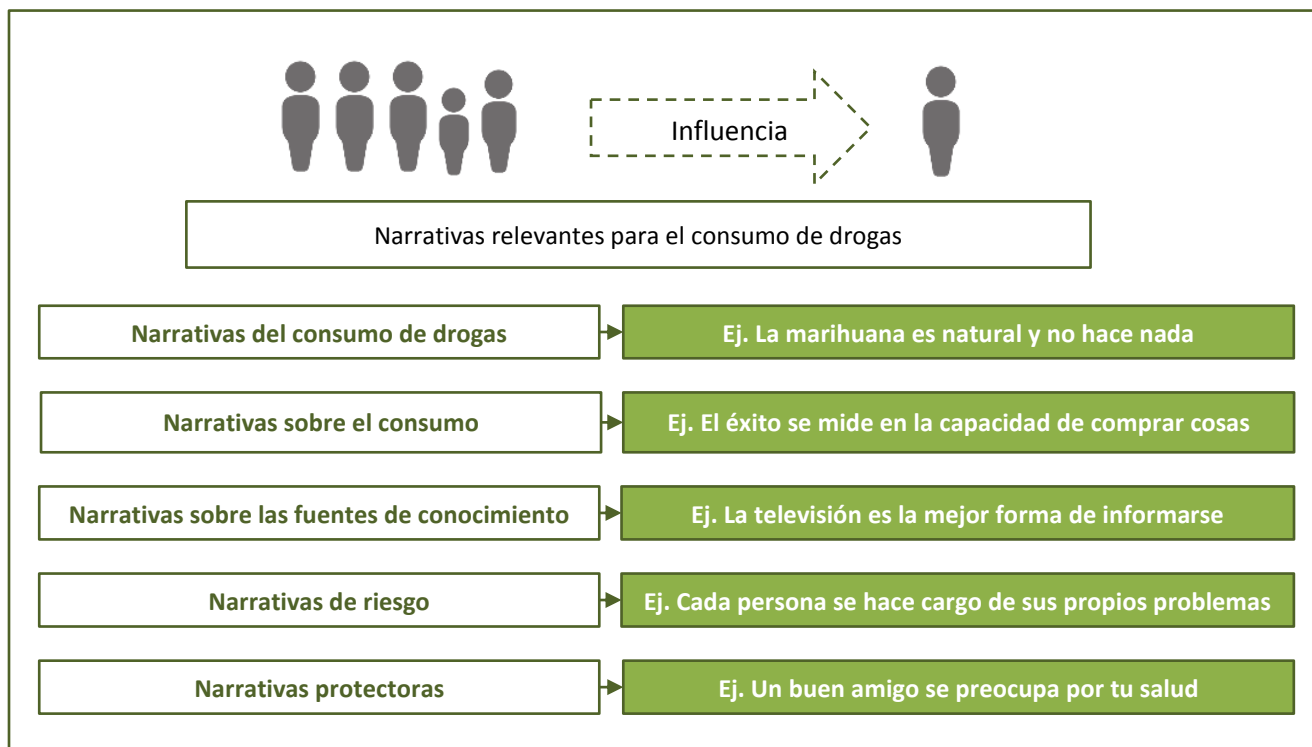 Influencia
Narrativas relevantes para el consumo de drogas
Narrativas del consumo de drogas
Ej. La marihuana es natural y no hace nada
Narrativas sobre el consumo
Ej. El éxito se mide en la capacidad de comprar cosas
Narrativas sobre las fuentes de conocimiento
Ej. La televisión es la mejor forma de informarse
Narrativas de riesgo
Ej. Cada persona se hace cargo de sus propios problemas
Narrativas protectoras
Ej. Un buen amigo se preocupa por tu salud